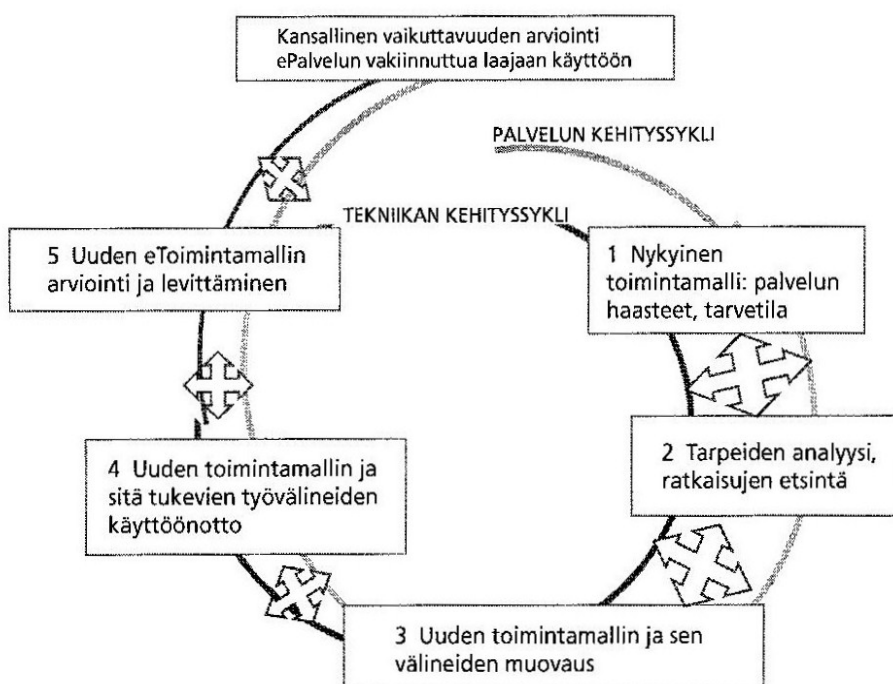 Kansallinen vaikuttavuuden arviointi
ePalvelun vakiinnuttua laajaan käyttöön
PALVELUN KEHITYSSYKLI
TEKNIIKAN KEHITYSSYKLI
1 Nykyinen
toimintamalli: palvelun
haasteet, tarvetila
2 Tarpeiden analyysi,
ratkaisujen etsintä
3 Uuden toimintamallin ja sen
välineiden muovaus
4 Uuden toimintamallin ja
sitä tukevien työvälineiden
käyttöönotto
5 Uuden eToimintamallin
arviointi ja levittäminen